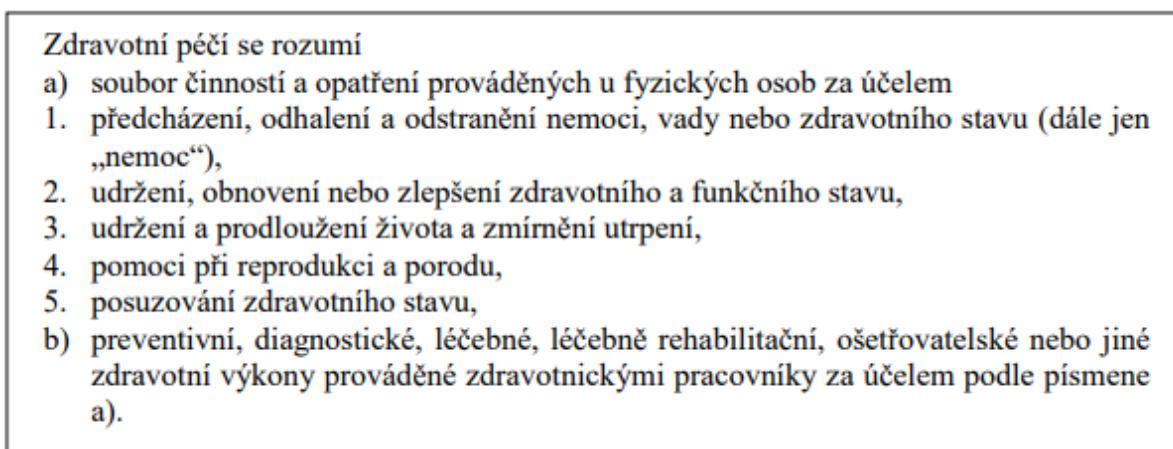 Zdravotní péčí se rozumí
a) soubor činností a opatření prováděných u fyzických osob za účelem
1. předcházení, odhalení a odstranění nemoci, vady nebo zdravotního stavu (dále jen
„nemoc“),
2. udržení, obnovení nebo zlepšení zdravotního a funkčního stavu,
3. udržení a prodloužení života a zmírnění utrpení,
4. pomoci při reprodukci a porodu,
5. posuzování zdravotního stavu,
b) preventivní, diagnostické, léčebné, léčebně rehabilitační, ošetřovatelské nebo jiné
zdravotní výkony prováděné zdravotnickými pracovníky za účelem podle písmene
a).